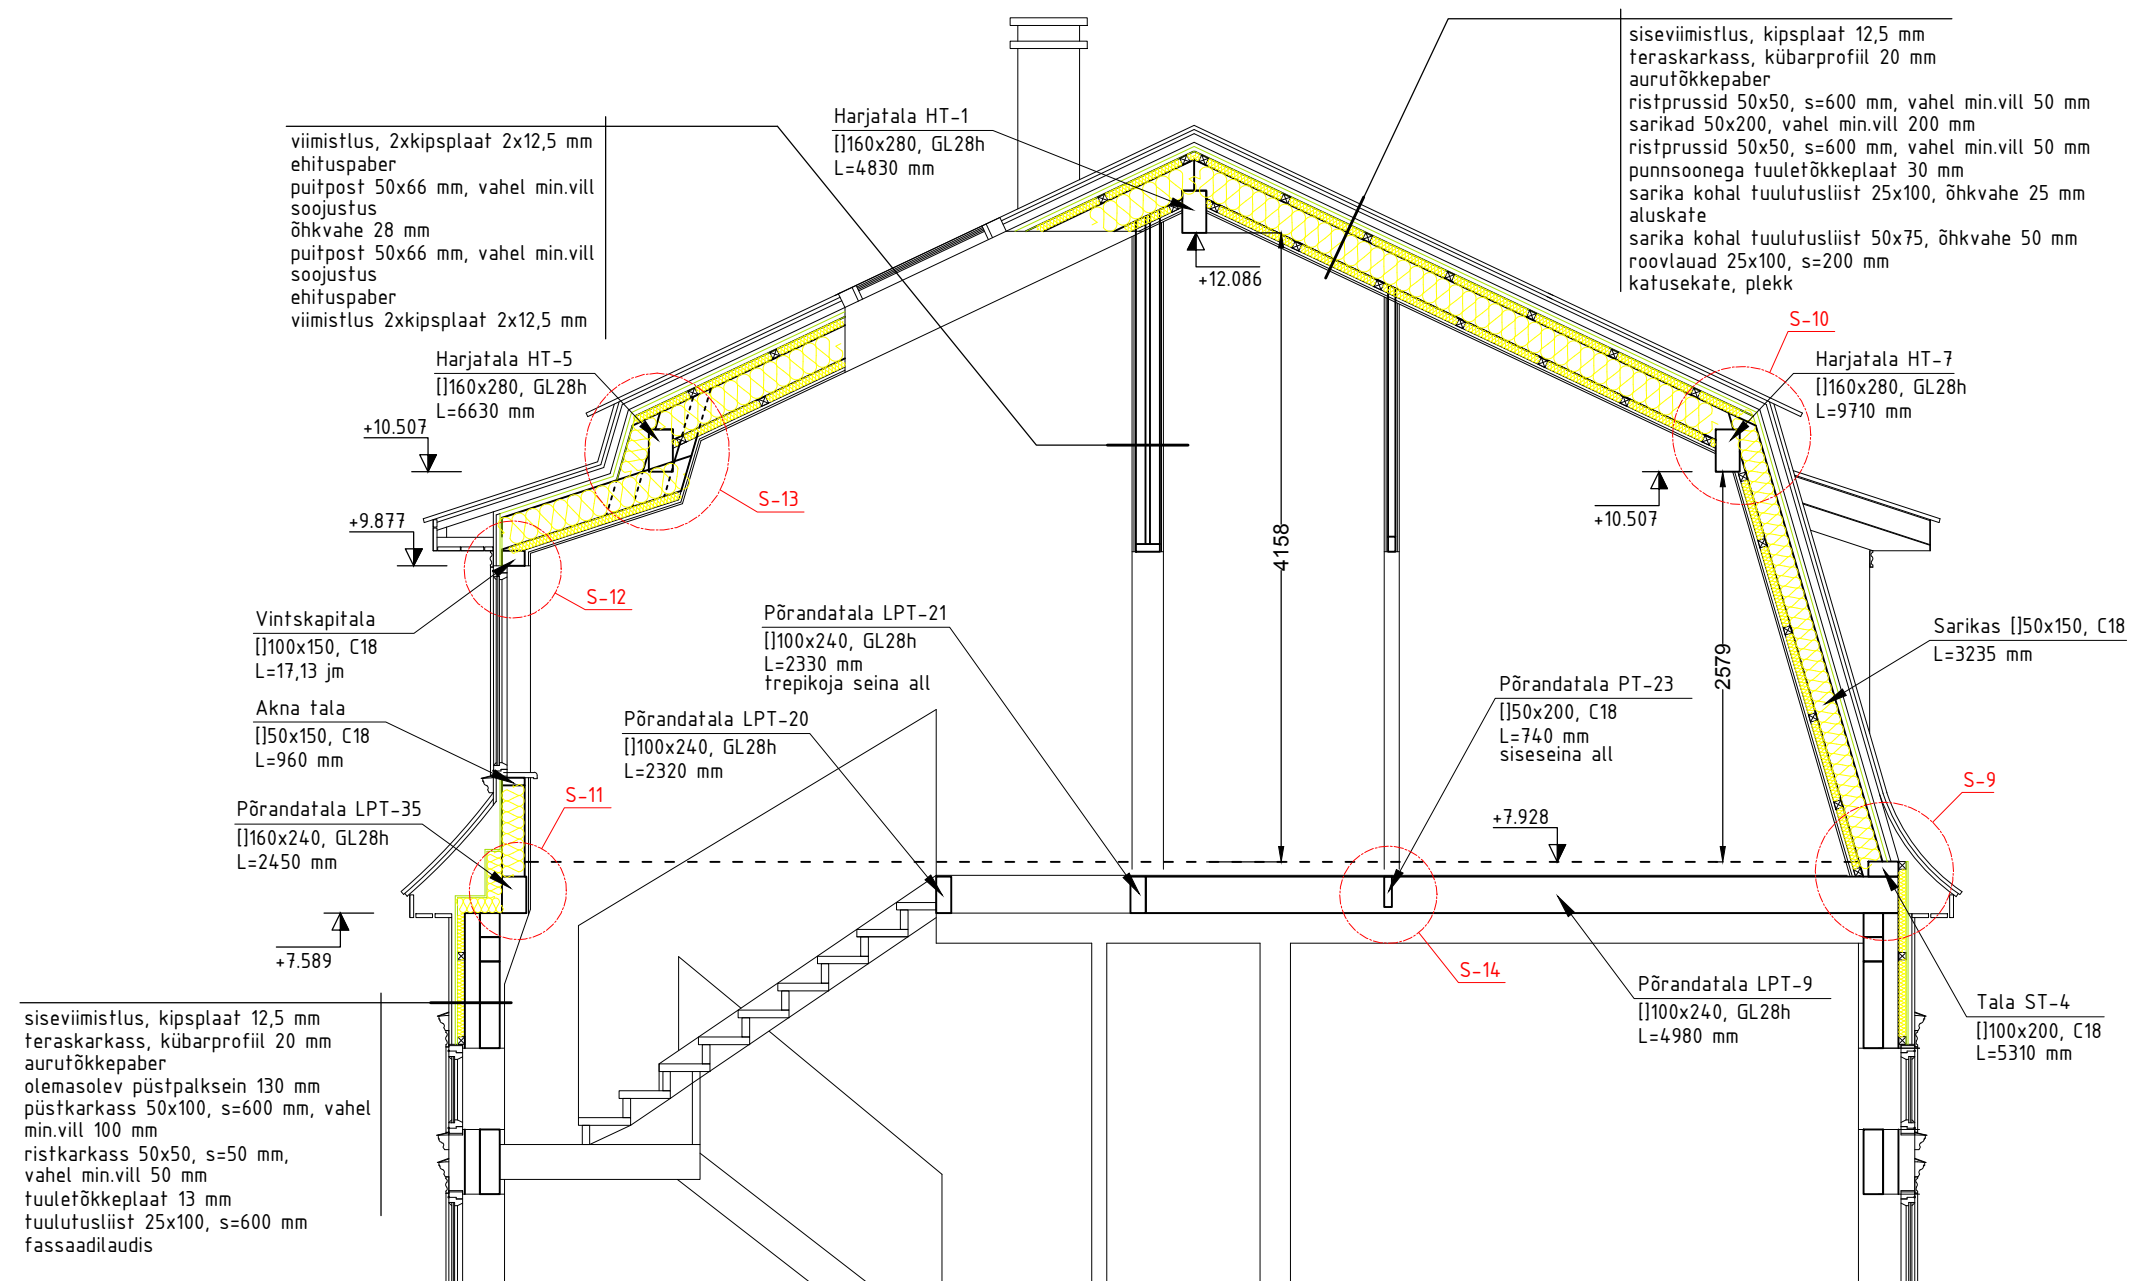 siseviimistlus, kipsplaat 12,5 mm
teraskarkass, kübarprofiil 20 mm
aurutõkkepaber
ristprussid 50x50, s=600 mm, vahel min.vill 50 mm
sarikad 50x200, vahel min.vill 200 mm
ristprussid 50x50, s=600 mm, vahel min.vill 50 mm
punnsoonega tuuletõkkeplaat 30 mm
sarika kohal tuulutusliist 25x100, õhkvahe 25 mm
aluskate
sarika kohal tuulutusliist 50x75, õhkvahe 50 mm
roovlauad 25x100, s=200 mm
katusekate, plekk
Harjatala HT-1
[]160x280, GL28h
L=4830 mm
viimistlus, 2xkipsplaat 2x12,5 mm
ehituspaber
puitpost 50x66 mm, vahel min.vill
soojustus
õhkvahe 28 mm
puitpost 50x66 mm, vahel min.vill
soojustus
ehituspaber
viimistlus 2xkipsplaat 2x12,5 mm
+12.086
S-10
Harjatala HT-5
[]160x280, GL28h
L=6630 mm
Harjatala HT-7
[]160x280, GL28h
L=9710 mm
+10.507
S-13
+10.507
+9.877
4158
S-12
Vintskapitala
[]100x150, C18
L=17,13 jm
Põrandatala LPT-21
[]100x240, GL28h
L=2330 mm
trepikoja seina all
2579
Sarikas []50x150, C18
L=3235 mm
Akna tala
[]50x150, C18
L=960 mm
Põrandatala LPT-20
[]100x240, GL28h
L=2320 mm
Põrandatala PT-23
[]50x200, C18
L=740 mm
siseseina all
S-11
S-9
Põrandatala LPT-35
[]160x240, GL28h
L=2450 mm
+7.928
+7.589
S-14
Põrandatala LPT-9
[]100x240, GL28h
L=4980 mm
Tala ST-4
[]100x200, C18
L=5310 mm
siseviimistlus, kipsplaat 12,5 mm
teraskarkass, kübarprofiil 20 mm
aurutõkkepaber
olemasolev püstpalksein 130 mm
püstkarkass 50x100, s=600 mm, vahel
min.vill 100 mm
ristkarkass 50x50, s=50 mm,
vahel min.vill 50 mm
tuuletõkkeplaat 13 mm
tuulutusliist 25x100, s=600 mm
fassaadilaudis